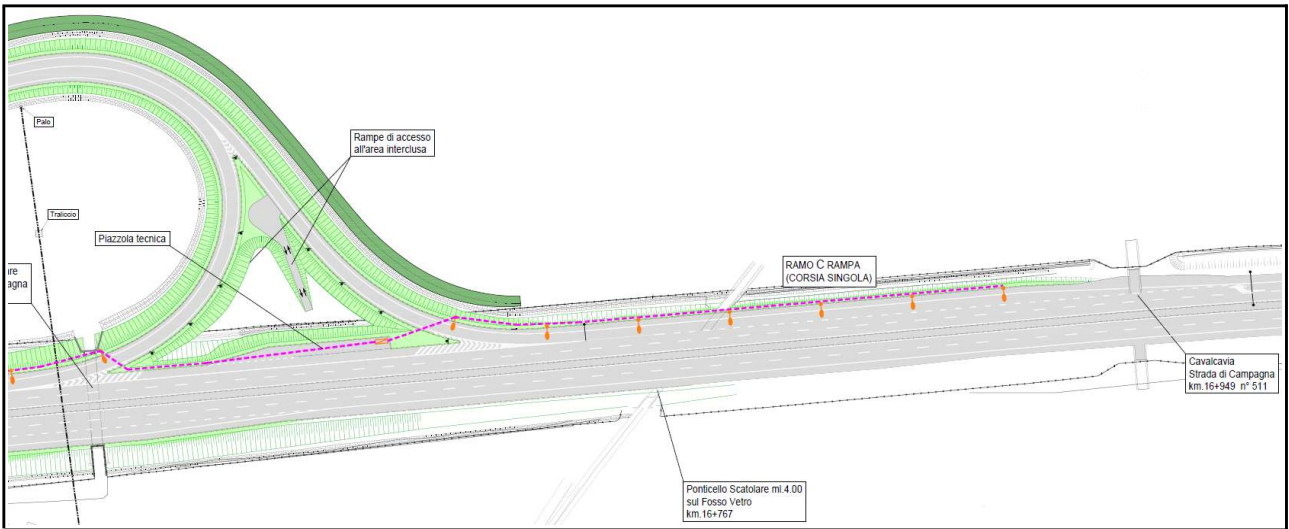 Palo
Rampe di accesso
all'area interclusa
Traliccio
Piazzola tecnica
RAMO C RAMPA
(CORSIA SINGOLA)
Cavalcavia
Strada di Campagna
km.16+949 n° 511
Ponticello Scatolare ml.4.00
sul Fosso Vetro
km.16+767